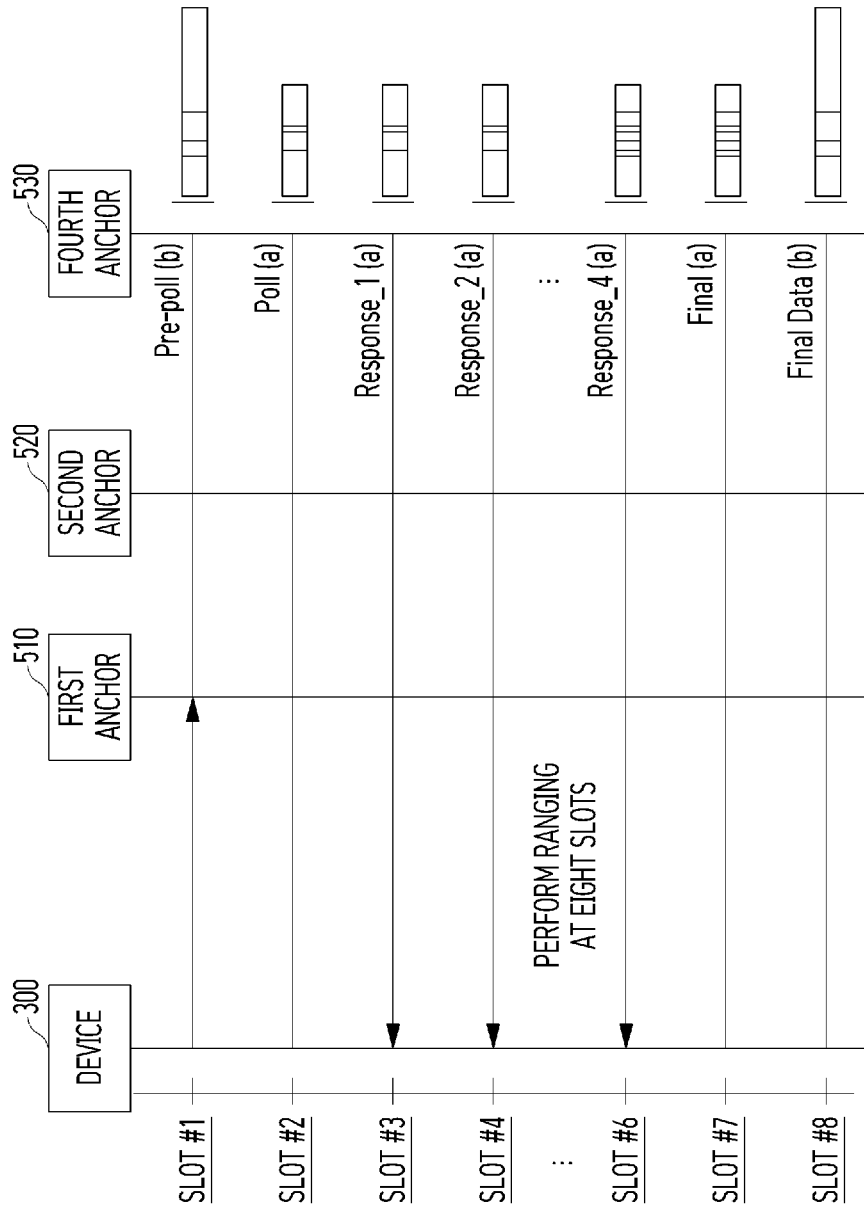 300
DEVICE
510
FIRST
ANCHOR
520
SECOND
ANCHOR
530
FOURTH
ANCHOR
SLOT #1
Pre-poll (b)
SLOT #2
Poll (a)
SLOT #3
Response_1 (a)
SLOT #4
Response_2 (a)
...
PERFORM RANGING
AT EIGHT SLOTS
...
SLOT #6
Response_4 (a)
SLOT #7
Final (a)
SLOT #8
Final Data (b)